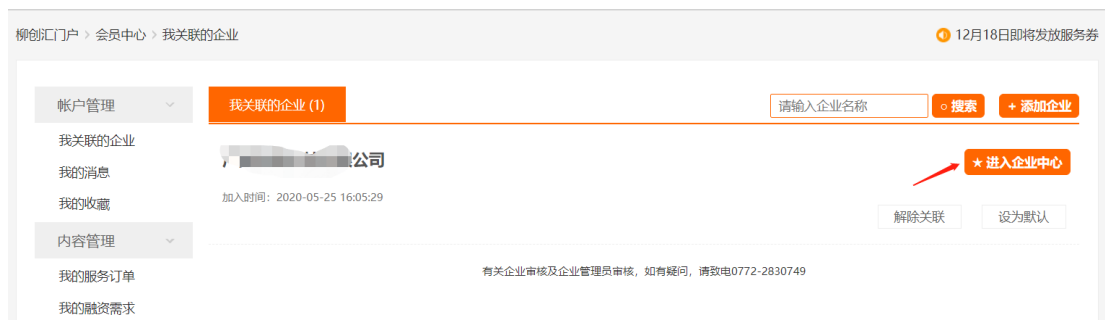 柳创汇门户 > 会员中心 > 我关联的企业
12月18日即将发放服务券
帐户管理
我关联的企业
我的消息
我的收藏
内容管理
我的服务订单
我的融资需求
我关联的企业 (1)
请输入企业名称
搜索
+ 添加企业
公司
★ 进入企业中心
加入时间：2020-05-25 16:05:29
解除关联
设为默认
有关企业审核及企业管理员审核，如有疑问，请致电0772-2830749